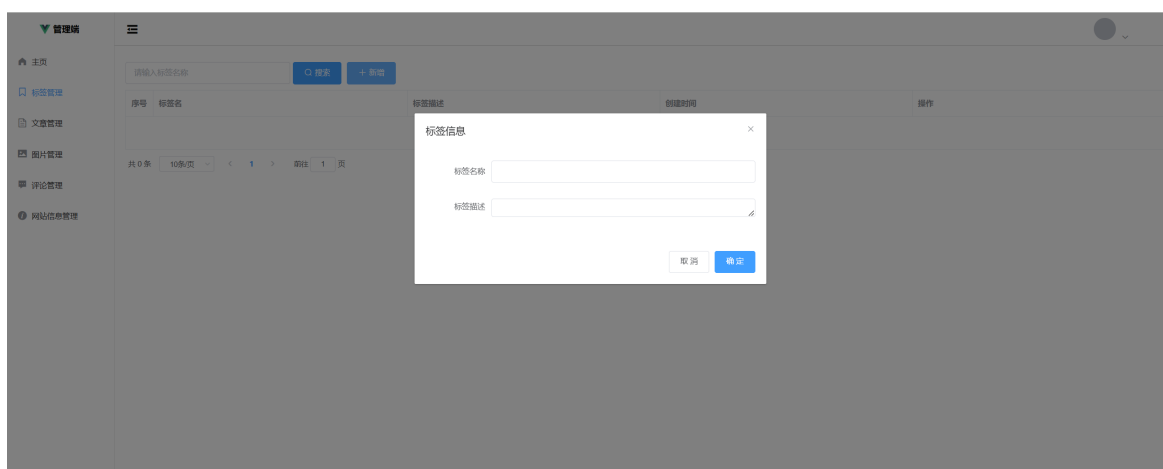 管理端
主页
标签管理
文章管理
图片管理
评论管理
网站信息管理
请输入标签名称 搜索 + 新增
序号 标签名 标签描述 创建时间 操作
共 0 条 10条/页 < 1 > 前往 1 页
标签信息 ×
标签名称
标签描述
取消 确定